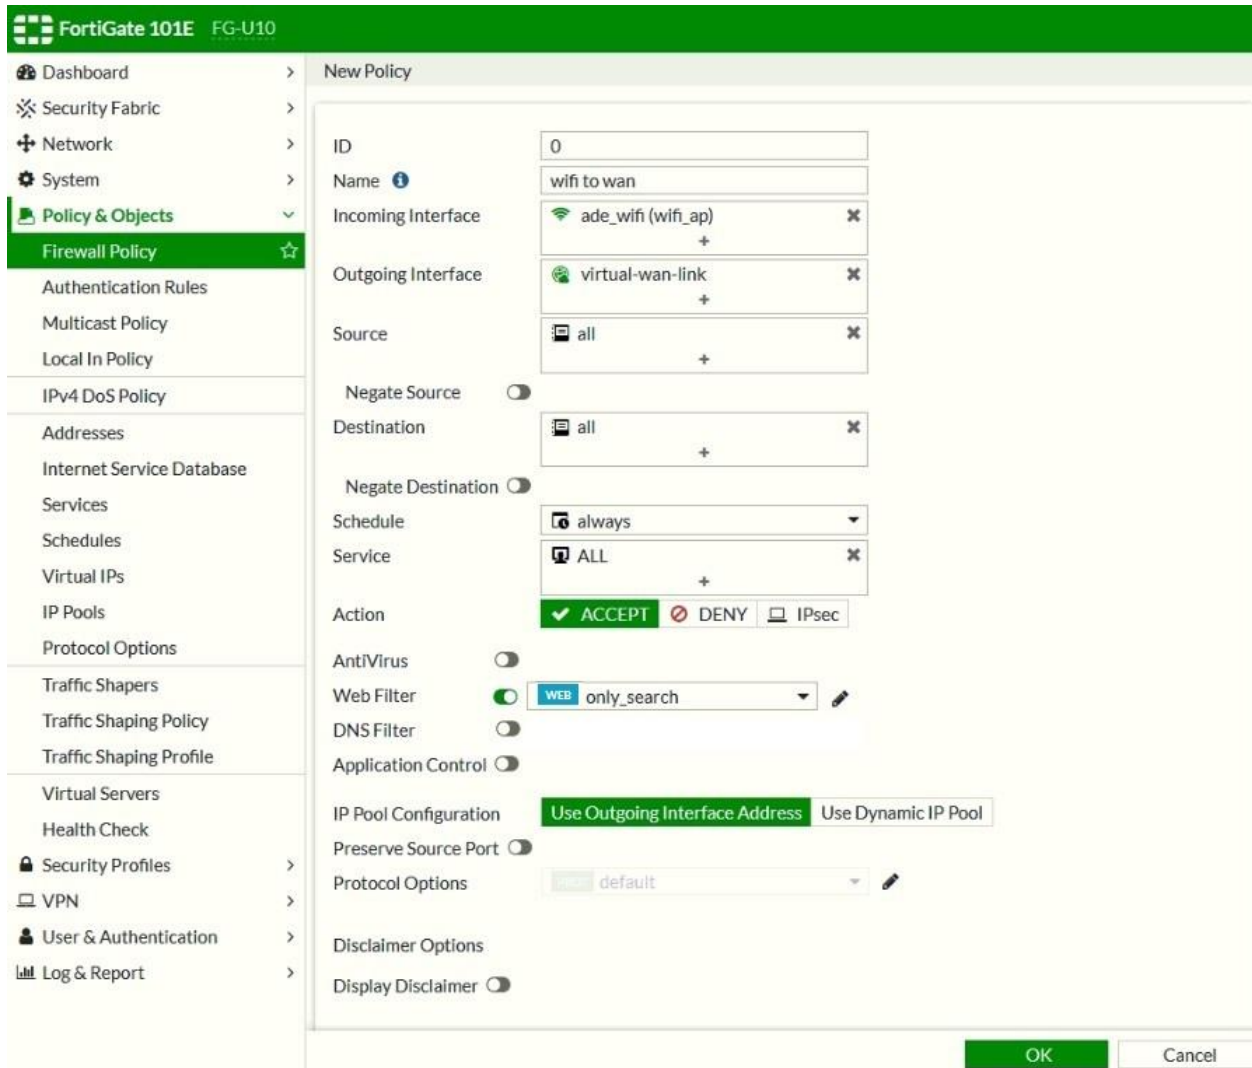 FortiGate 101E FG-U10
Dashboard
Security Fabric
Network
System
Policy & Objects
Firewall Policy
Authentication Rules
Multicast Policy
Local In Policy
IPv4 DoS Policy
Addresses
Internet Service Database
Services
Schedules
Virtual IPs
IP Pools
Protocol Options
Traffic Shapers
Traffic Shaping Policy
Traffic Shaping Profile
Virtual Servers
Health Check
Security Profiles
VPN
User & Authentication
Log & Report
New Policy
ID 0
Name wifi to wan
Incoming Interface ade_wifi (wifi_ap)
+
Outgoing Interface virtual-wan-link
+
Source all
+
Negate Source
Destination all
+
Negate Destination
Schedule always
Service ALL
+
Action ACCEPT DENY IPsec
AntiVirus
Web Filter WEB only_search
DNS Filter
Application Control
IP Pool Configuration Use Outgoing Interface Address Use Dynamic IP Pool
Preserve Source Port
Protocol Options default
Disclaimer Options
Display Disclaimer
OK Cancel